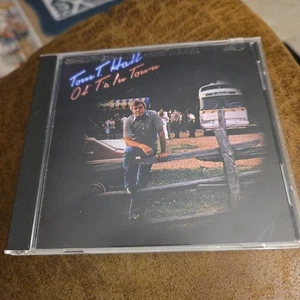 Tom T. Hall
Ol' T's In Town